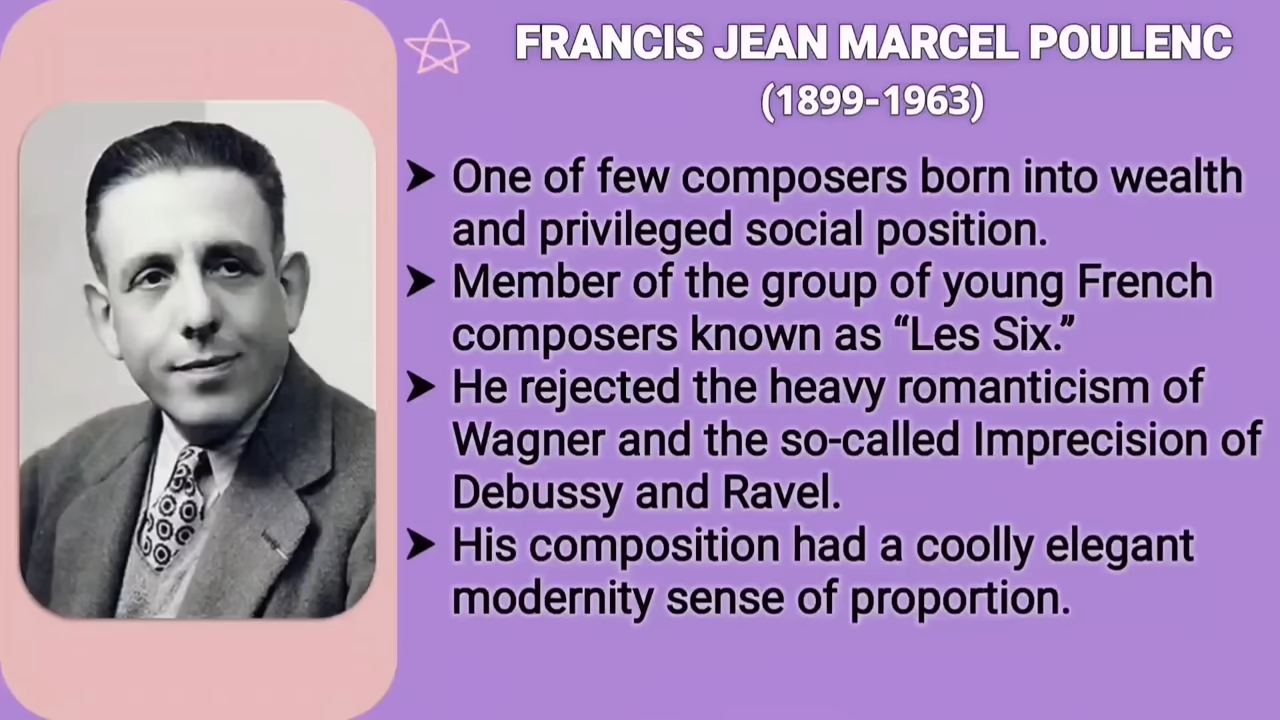 FRANCIS JEAN MARCEL POULENC
(1899-1963)
➤ One of few composers born into wealth
and privileged social position.
➤ Member of the group of young French
composers known as “Les Six.”
➤ He rejected the heavy romanticism of
Wagner and the so-called Imprecision of
Debussy and Ravel.
➤ His composition had a coolly elegant
modernity sense of proportion.